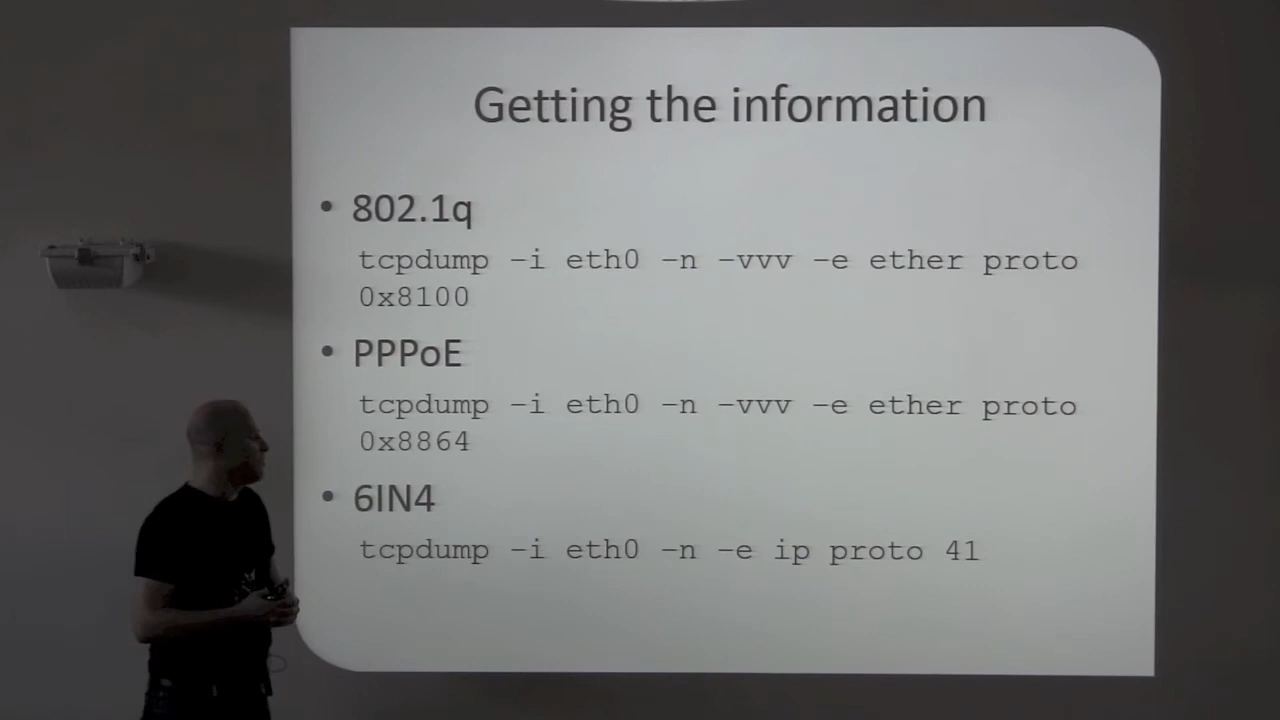 Getting the information
• 802.1q
tcpdump –i eth0 –n –vvv –e ether proto
0x8100
• PPPoE
tcpdump –i eth0 –n –vvv –e ether proto
0x8864
• 6IN4
tcpdump –i eth0 –n –e ip proto 41